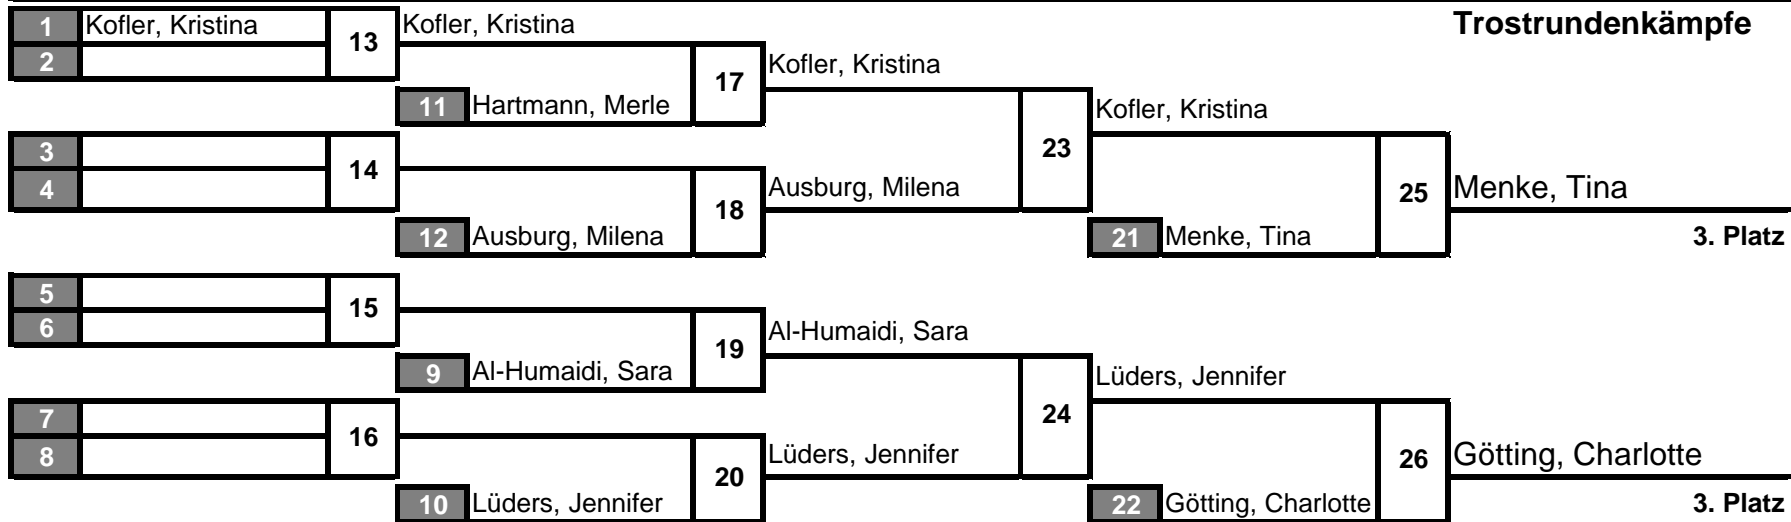 Trostrundenkämpfe
1 Kofler, Kristina 13 Kofler, Kristina
2
17 Kofler, Kristina
11 Hartmann, Merle
Kofler, Kristina
3 14
4
23
18 Ausburg, Milena
25 Menke, Tina
12 Ausburg, Milena
21 Menke, Tina
3. Platz
5 15
6
19 Al-Humaidi, Sara
9 Al-Humaidi, Sara
Lüders, Jennifer
7 16
8
24
20 Lüders, Jennifer
26 Götting, Charlotte
10 Lüders, Jennifer
22 Götting, Charlotte
3. Platz